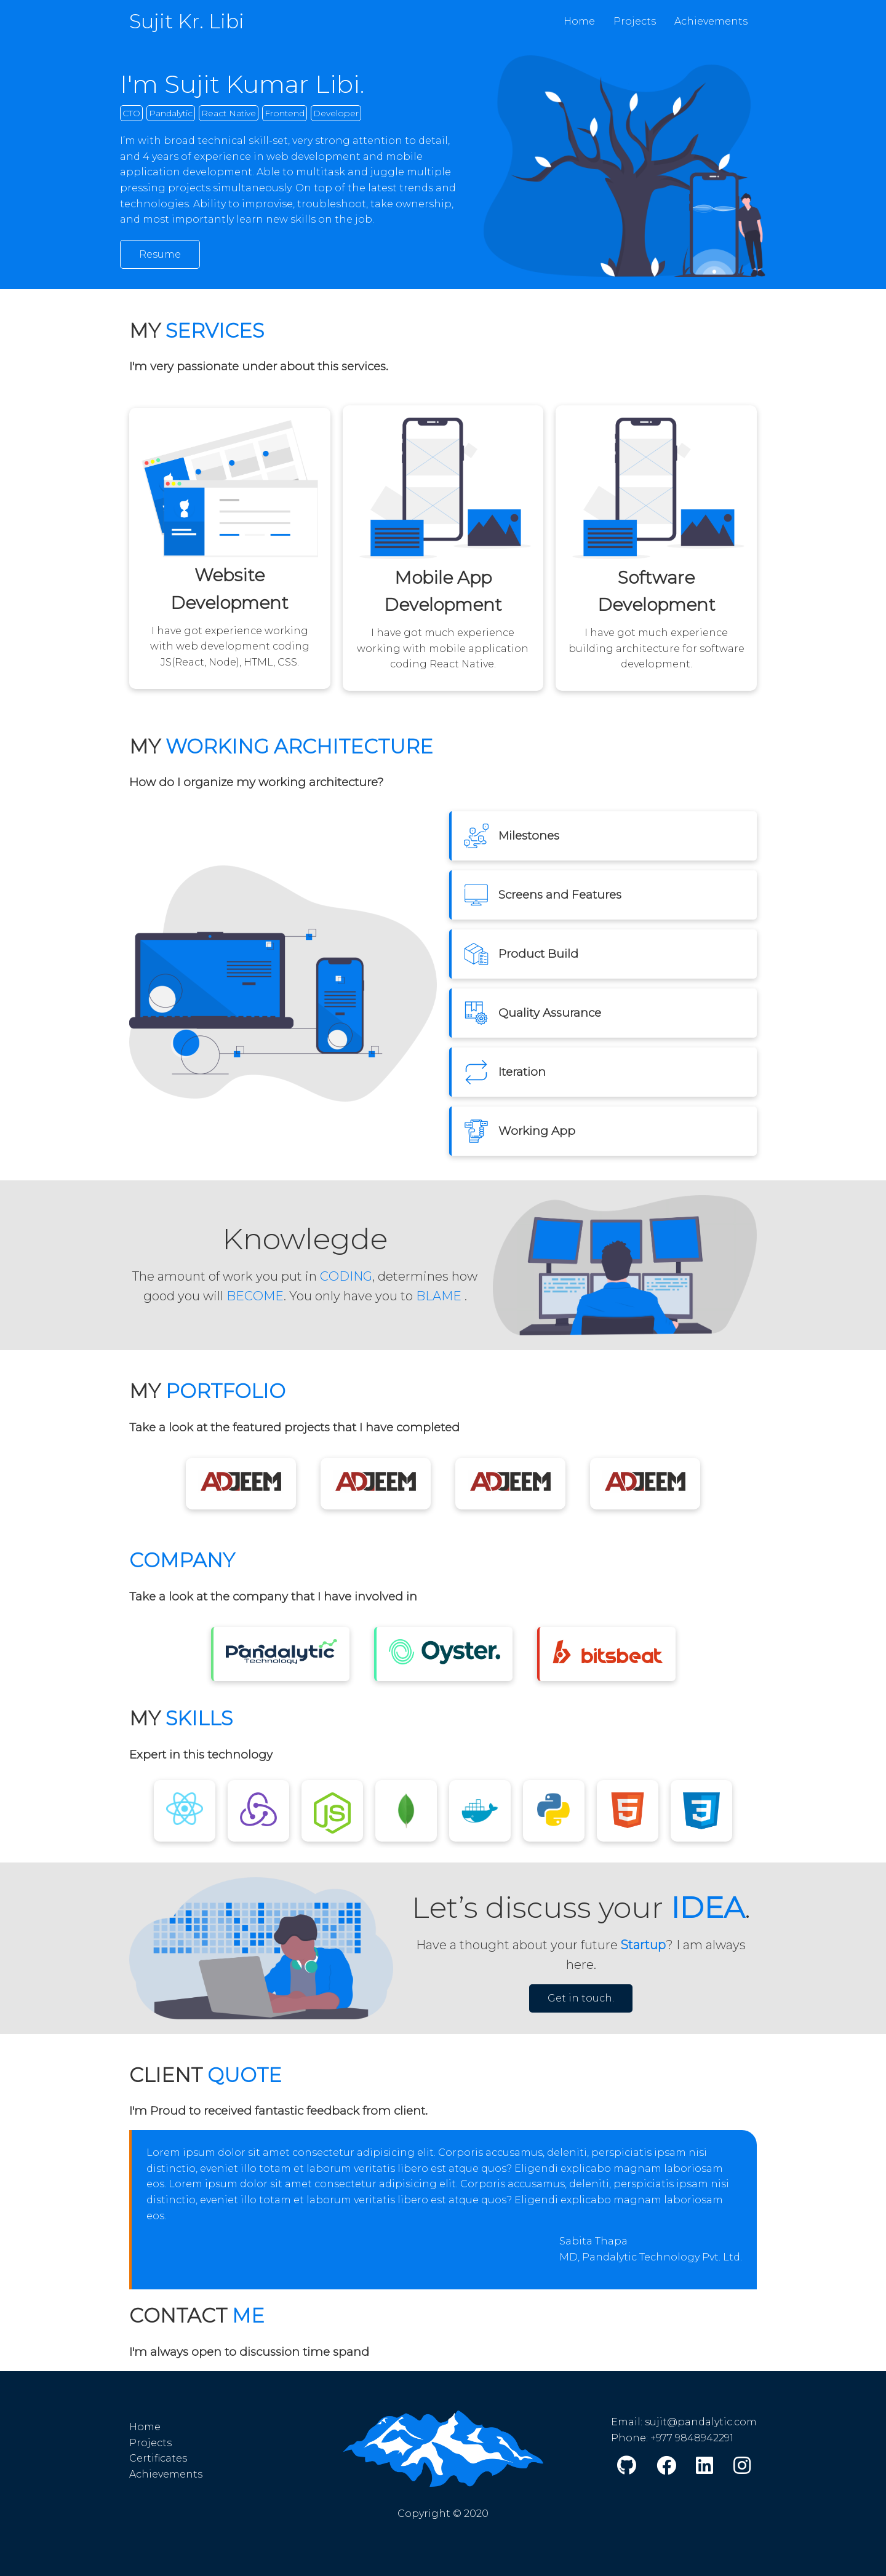 Sujit Kr. Libi
Home Projects Achievements
I'm Sujit Kumar Libi.
CTO Pandalytic React Native Frontend Developer
I'm with broad technical skill-set, very strong attention to detail,
and 4 years of experience in web development and mobile
application development. Able to multitask and juggle multiple
pressing projects simultaneously. On top of the latest trends and
technologies. Ability to improvise, troubleshoot, take ownership,
and most importantly learn new skills on the job.
Resume
MY SERVICES
I'm very passionate under about this services.
Website
Development
I have got experience working
with web development coding
JS(React, Node), HTML, CSS.
Mobile App
Development
I have got much experience
working with mobile application
coding React Native.
Software
Development
I have got much experience
building architecture for software
development.
MY WORKING ARCHITECTURE
How do I organize my working architecture?
Milestones
Screens and Features
Product Build
Quality Assurance
Iteration
Working App
Knowlegde
The amount of work you put in CODING, determines how
good you will BECOME. You only have you to BLAME .
MY PORTFOLIO
Take a look at the featured projects that I have completed
ADJEEM ADJEEM ADJEEM ADJEEM
COMPANY
Take a look at the company that I have involved in
Pandalytic
Technology
Oyster.
bitsbeat
MY SKILLS
Expert in this technology
JS 5 3
Let's discuss your IDEA.
Have a thought about your future Startup? I am always
here.
Get in touch.
CLIENT QUOTE
I'm Proud to received fantastic feedback from client.
Lorem ipsum dolor sit amet consectetur adipisicing elit. Corporis accusamus, deleniti, perspiciatis ipsam nisi
distinctio, eveniet illo totam et laborum veritatis libero est atque quos? Eligendi explicabo magnam laboriosam
eos. Lorem ipsum dolor sit amet consectetur adipisicing elit. Corporis accusamus, deleniti, perspiciatis ipsam nisi
distinctio, eveniet illo totam et laborum veritatis libero est atque quos? Eligendi explicabo magnam laboriosam
eos.
Sabita Thapa
MD, Pandalytic Technology Pvt. Ltd.
CONTACT ME
I'm always open to discussion time spand
Home
Projects
Certificates
Achievements
Email: sujit@pandalytic.com
Phone: +977 9848942291
Copyright © 2020